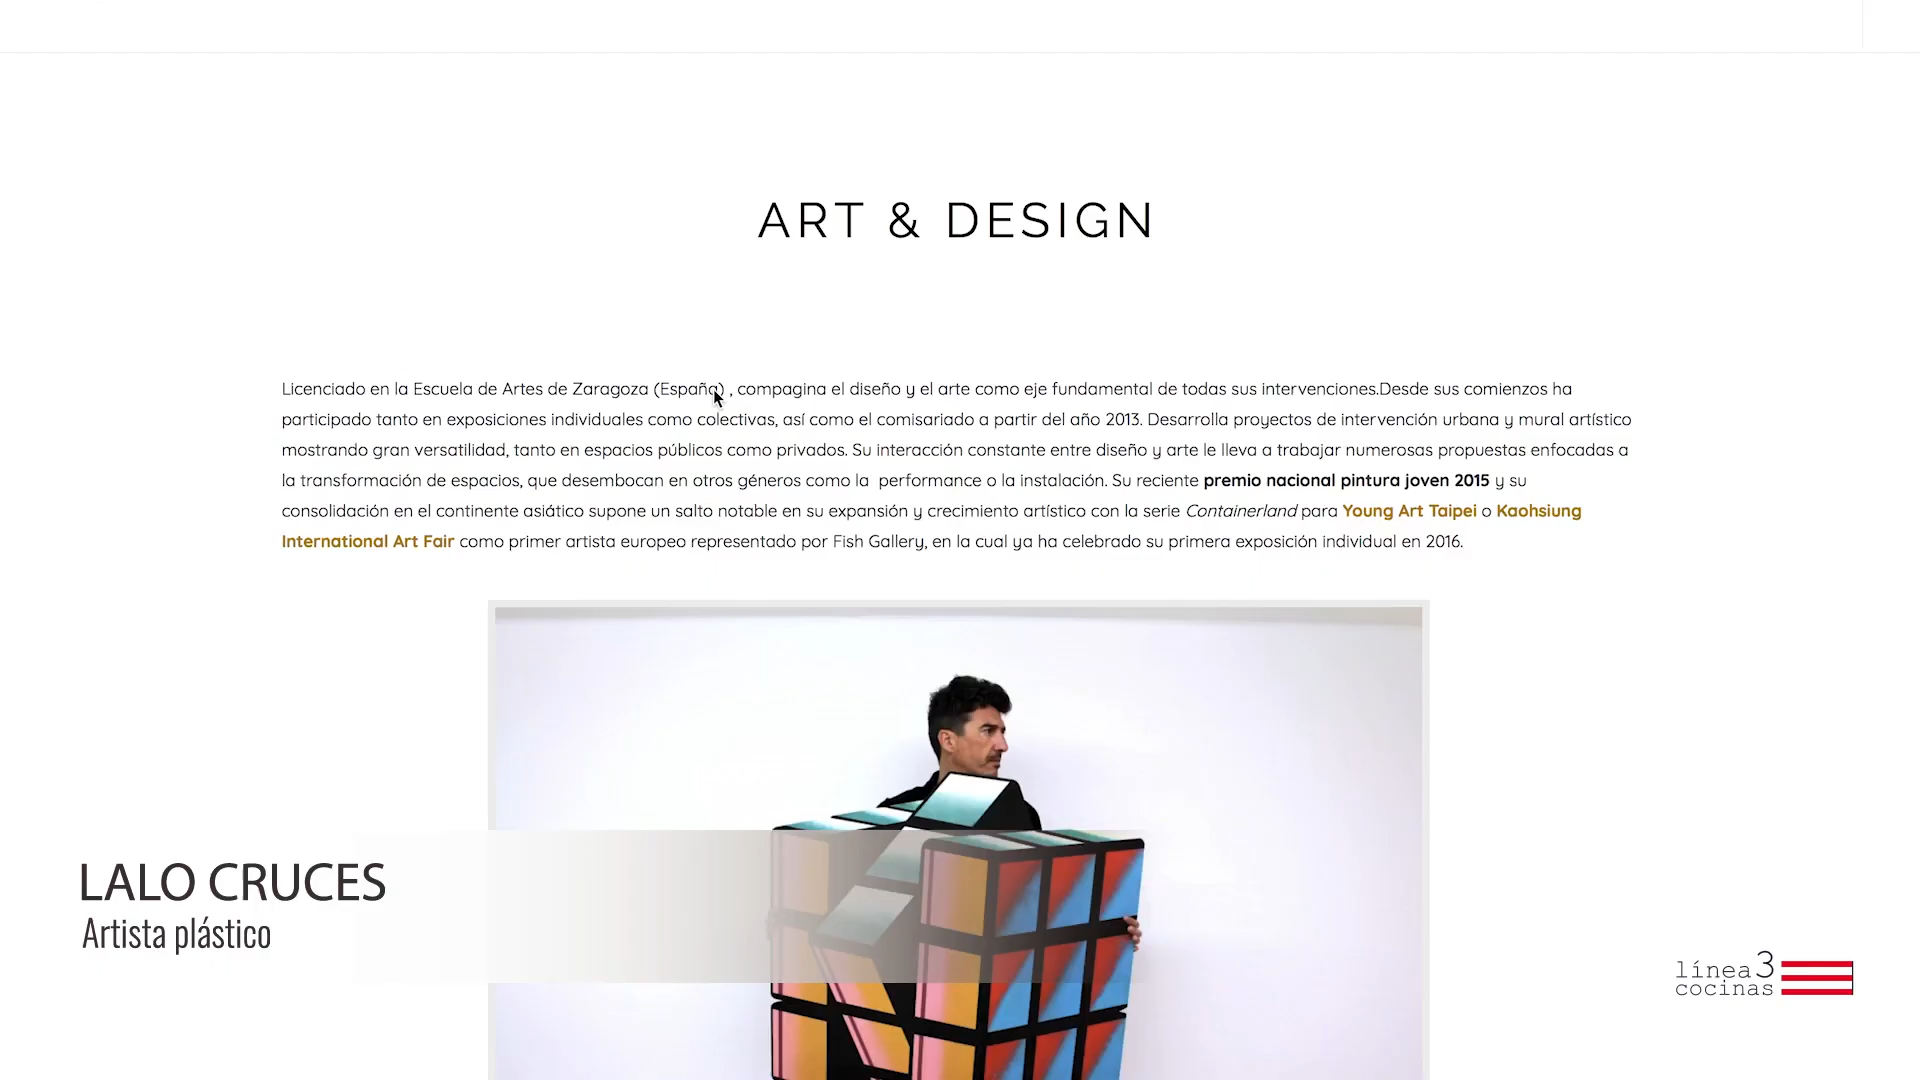 ART & DESIGN
Licenciado en la Escuela de Artes de Zaragoza (España) , compagina el diseño y el arte como eje fundamental de todas sus intervenciones.Desde sus comienzos ha
participado tanto en exposiciones individuales como colectivas, así como el comisariado a partir del año 2013. Desarrolla proyectos de intervención urbana y mural artístico
mostrando gran versatilidad, tanto en espacios públicos como privados. Su interacción constante entre diseño y arte le lleva a trabajar numerosas propuestas enfocadas a
la transformación de espacios, que desembocan en otros géneros como la performance o la instalación. Su reciente premio nacional pintura joven 2015 y su
consolidación en el continente asiático supone un salto notable en su expansión y crecimiento artístico con la serie Containerland para Young Art Taipei o Kaohsiung
International Art Fair como primer artista europeo representado por Fish Gallery, en la cual ya ha celebrado su primera exposición individual en 2016.
LALO CRUCES
Artista plástico
línea 3
cocinas